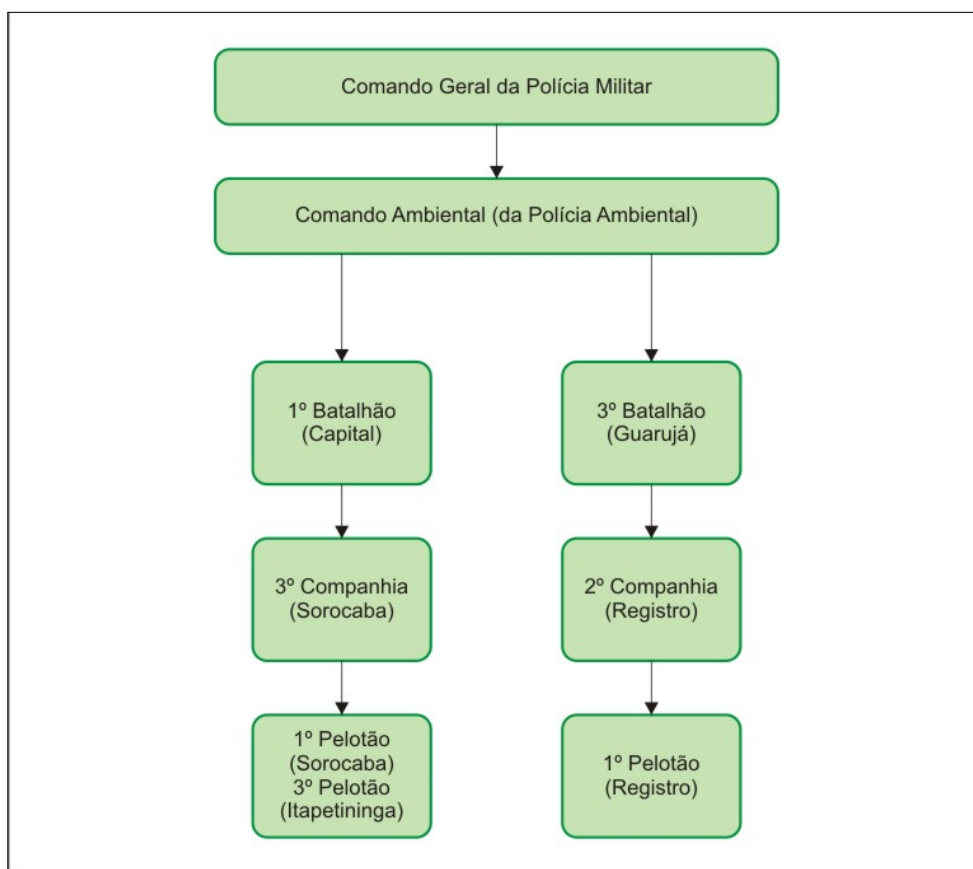 Comando Geral da Polícia Militar
Comando Ambiental (da Polícia Ambiental)
1º Batalhão
(Capital)
3º Batalhão
(Guarujá)
3º Companhia
(Sorocaba)
2º Companhia
(Registro)
1º Pelotão
(Sorocaba)
3º Pelotão
(Itapetininga)
1º Pelotão
(Registro)